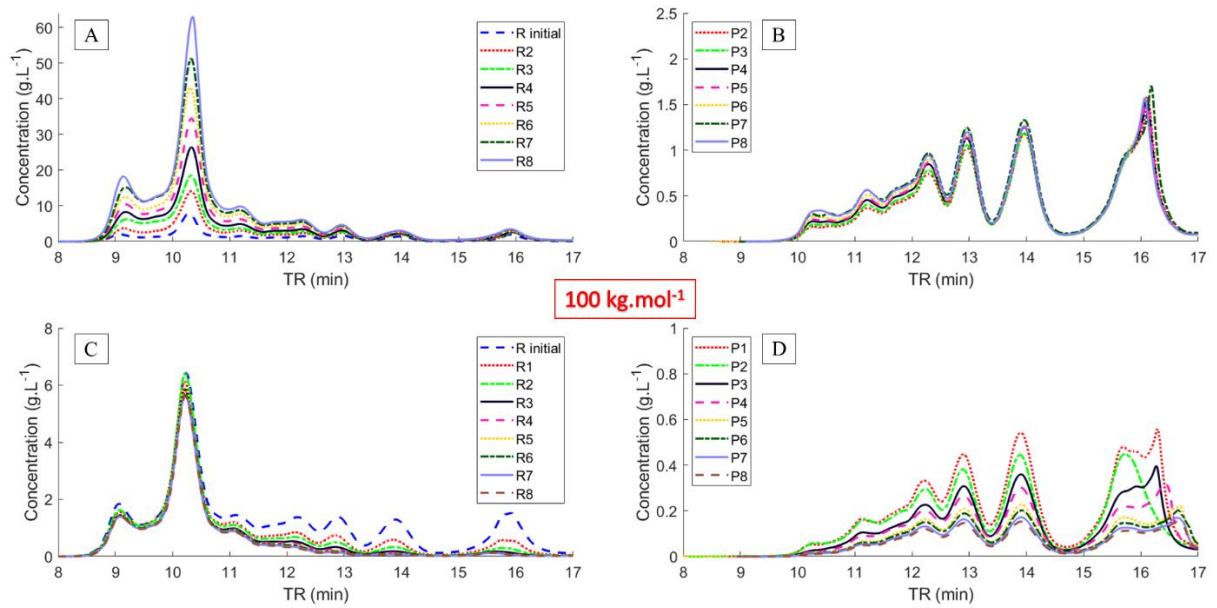 A
Concentration (g.L⁻¹)
60
50
40
30
20
10
0
8 9 10 11 12 13 14 15 16 17
TR (min)
R initial
R2
R3
R4
R5
R6
R7
R8
B
Concentration (g.L⁻¹)
2.5
2
1.5
1
0.5
0
8 9 10 11 12 13 14 15 16 17
TR (min)
P2
P3
P4
P5
P6
P7
P8
100 kg.mol⁻¹
C
Concentration (g.L⁻¹)
8
6
4
2
0
8 9 10 11 12 13 14 15 16 17
TR (min)
R initial
R1
R2
R3
R4
R5
R6
R7
R8
D
Concentration (g.L⁻¹)
1
0.8
0.6
0.4
0.2
0
8 9 10 11 12 13 14 15 16 17
TR (min)
P1
P2
P3
P4
P5
P6
P7
P8